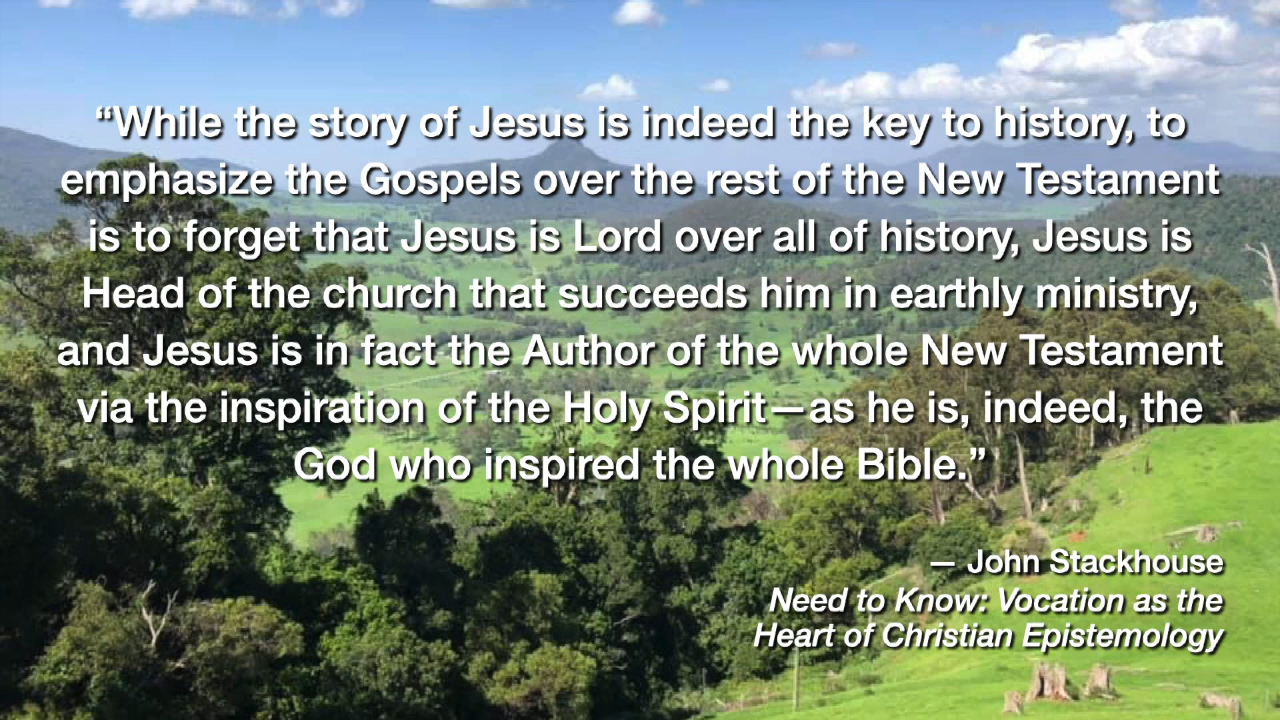 “While the story of Jesus is indeed the key to history, to
emphasize the Gospels over the rest of the New Testament
is to forget that Jesus is Lord over all of history, Jesus is
Head of the church that succeeds him in earthly ministry,
and Jesus is in fact the Author of the whole New Testament
via the inspiration of the Holy Spirit—as he is, indeed, the
God who inspired the whole Bible.”
— John Stackhouse
Need to Know: Vocation as the
Heart of Christian Epistemology